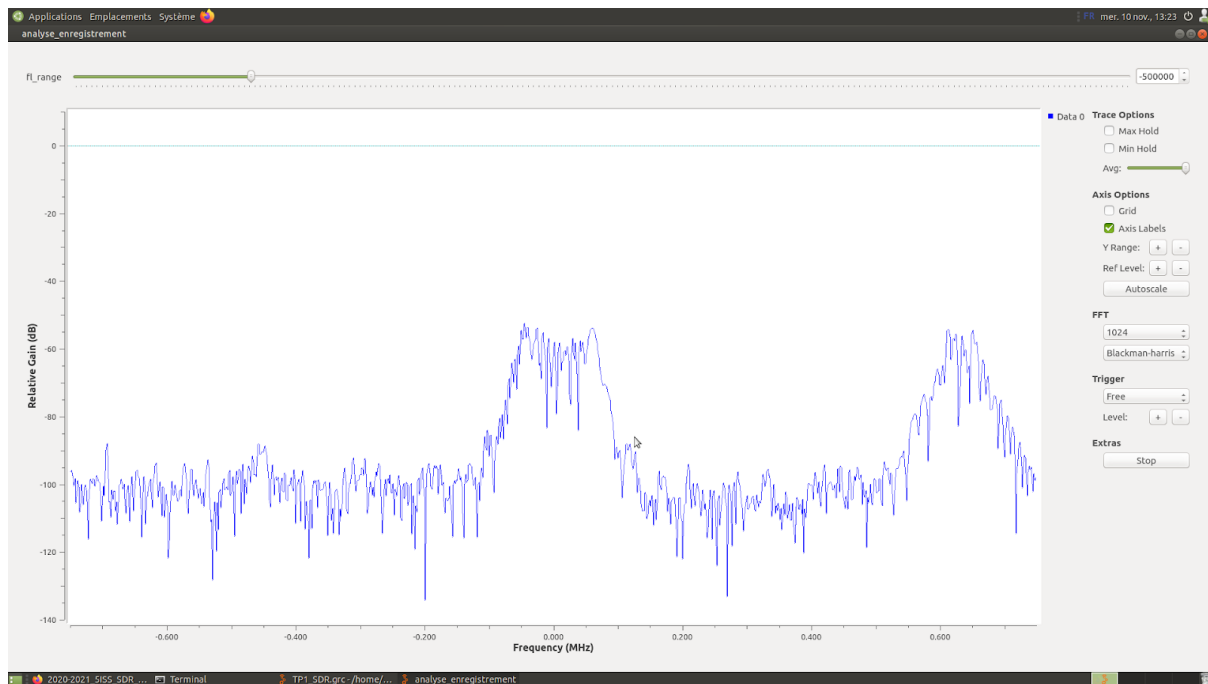 Applications Emplacements Système
FR mer. 10 nov., 13:23
analyse_enregistrement
fl_range
-500000
Data 0
Trace Options
Max Hold
Min Hold
Avg:
Axis Options
Grid
Axis Labels
Y Range: + -
Ref Level: + -
Autoscale
FFT
1024
Blackman-harris
Trigger
Free
Level: + -
Extras
Stop
Relative Gain (dB)
0
-20
-40
-60
-80
-100
-120
-140
-0.600 -0.400 -0.200 0.000 0.200 0.400 0.600
Frequency (MHz)
2020-2021_5ISS_SDR_... Terminal TP1_SDR.grc - /home/... analyse_enregistrement